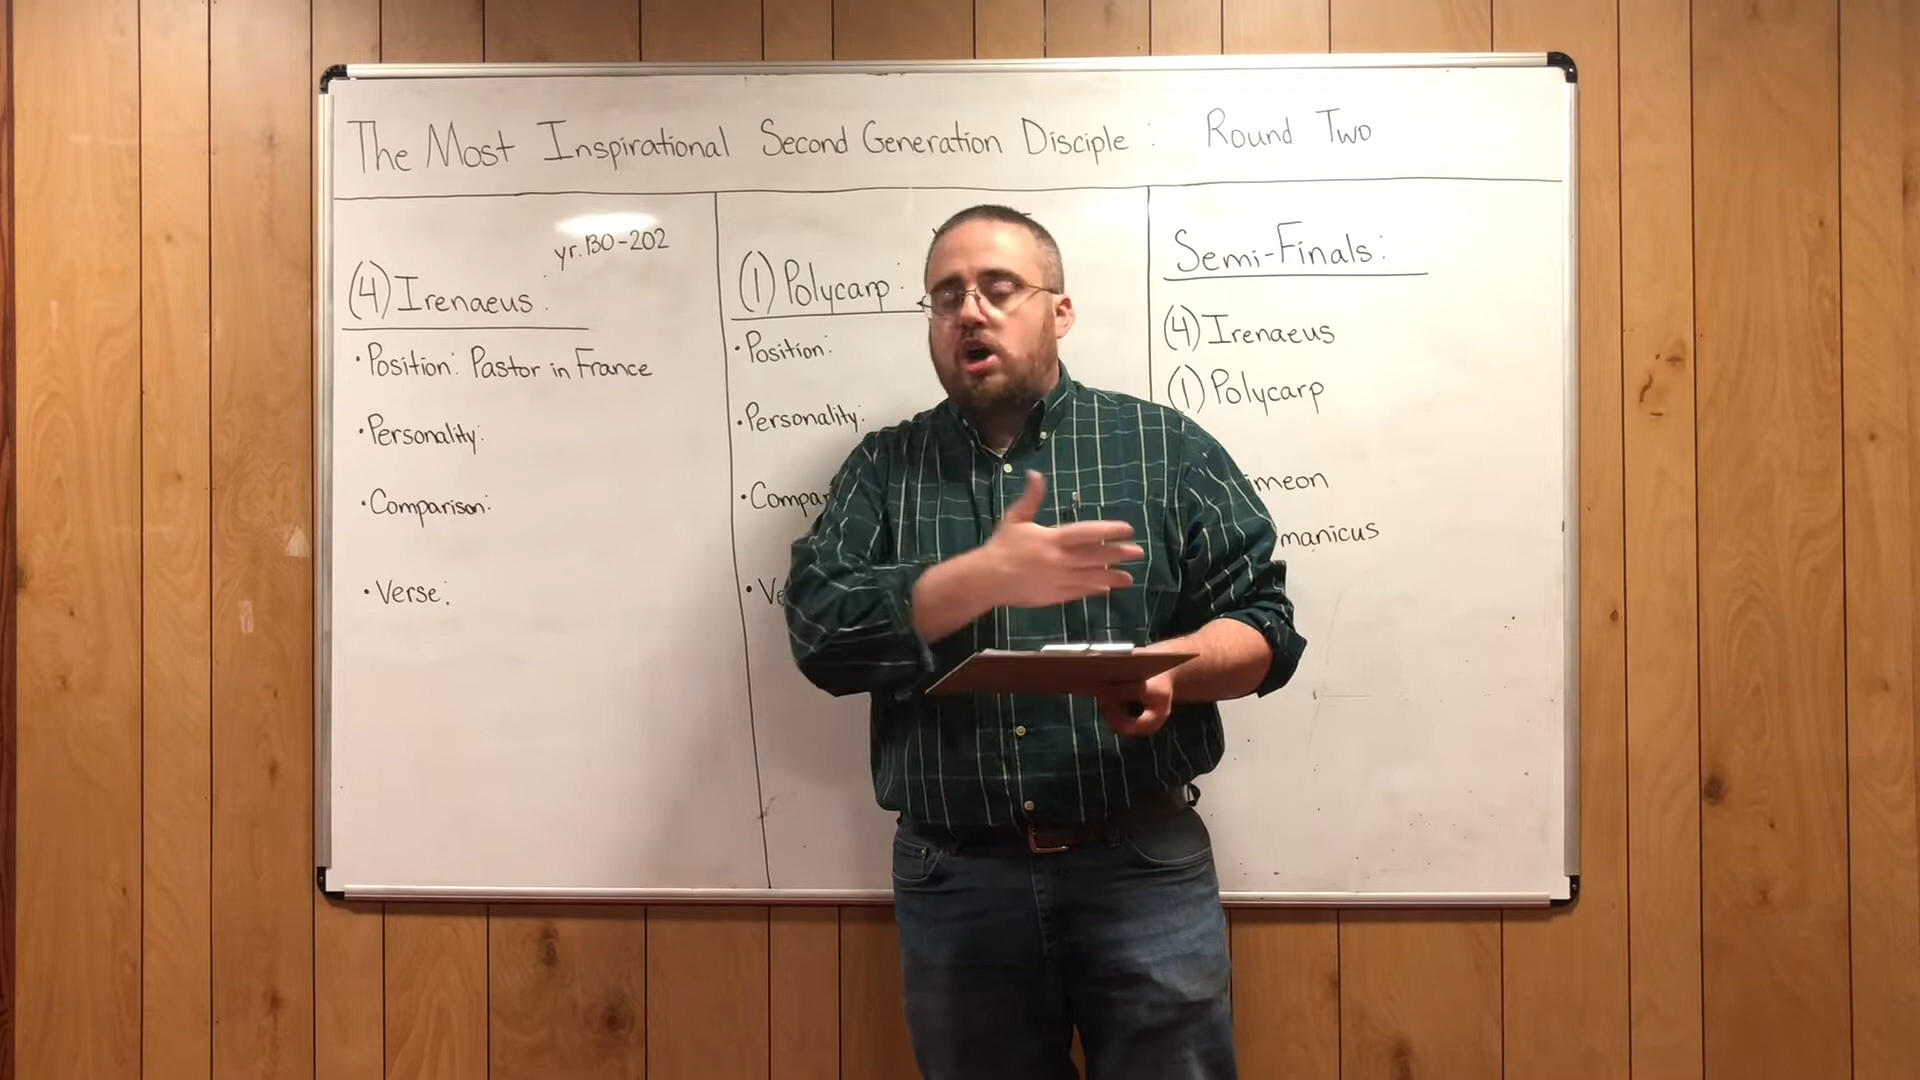 The Most Inspirational Second Generation Disciple: Round Two
yr. 130-202
(4) Irenaeus:
• Position: Pastor in France
• Personality:
• Comparison:
• Verse:
(1) Polycarp:
• Position:
• Personality:
Semi-Finals:
(4) Irenaeus
(1) Polycarp